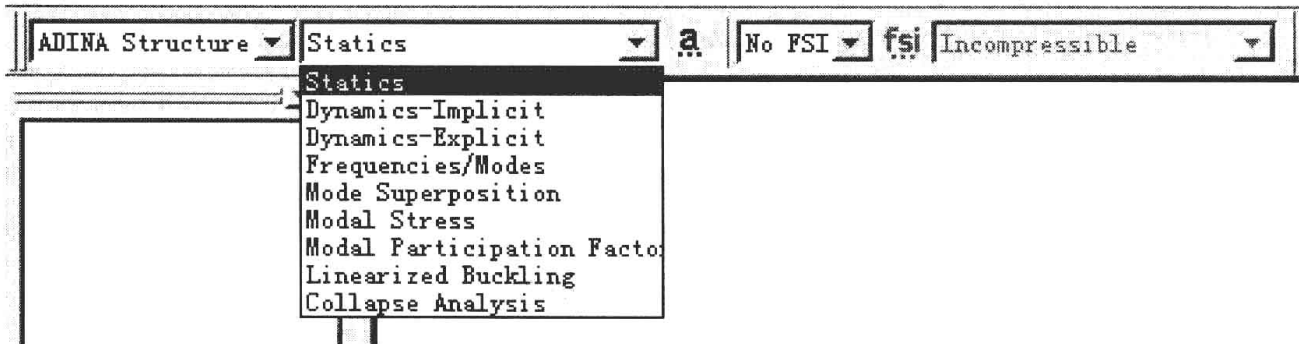 ADINA Structure Statics a No FSI fsi Incompressible
Statics
Dynamics-Implicit
Dynamics-Explicit
Frequencies/Modes
Mode Superposition
Modal Stress
Modal Participation Facto
Linearized Buckling
Collapse Analysis